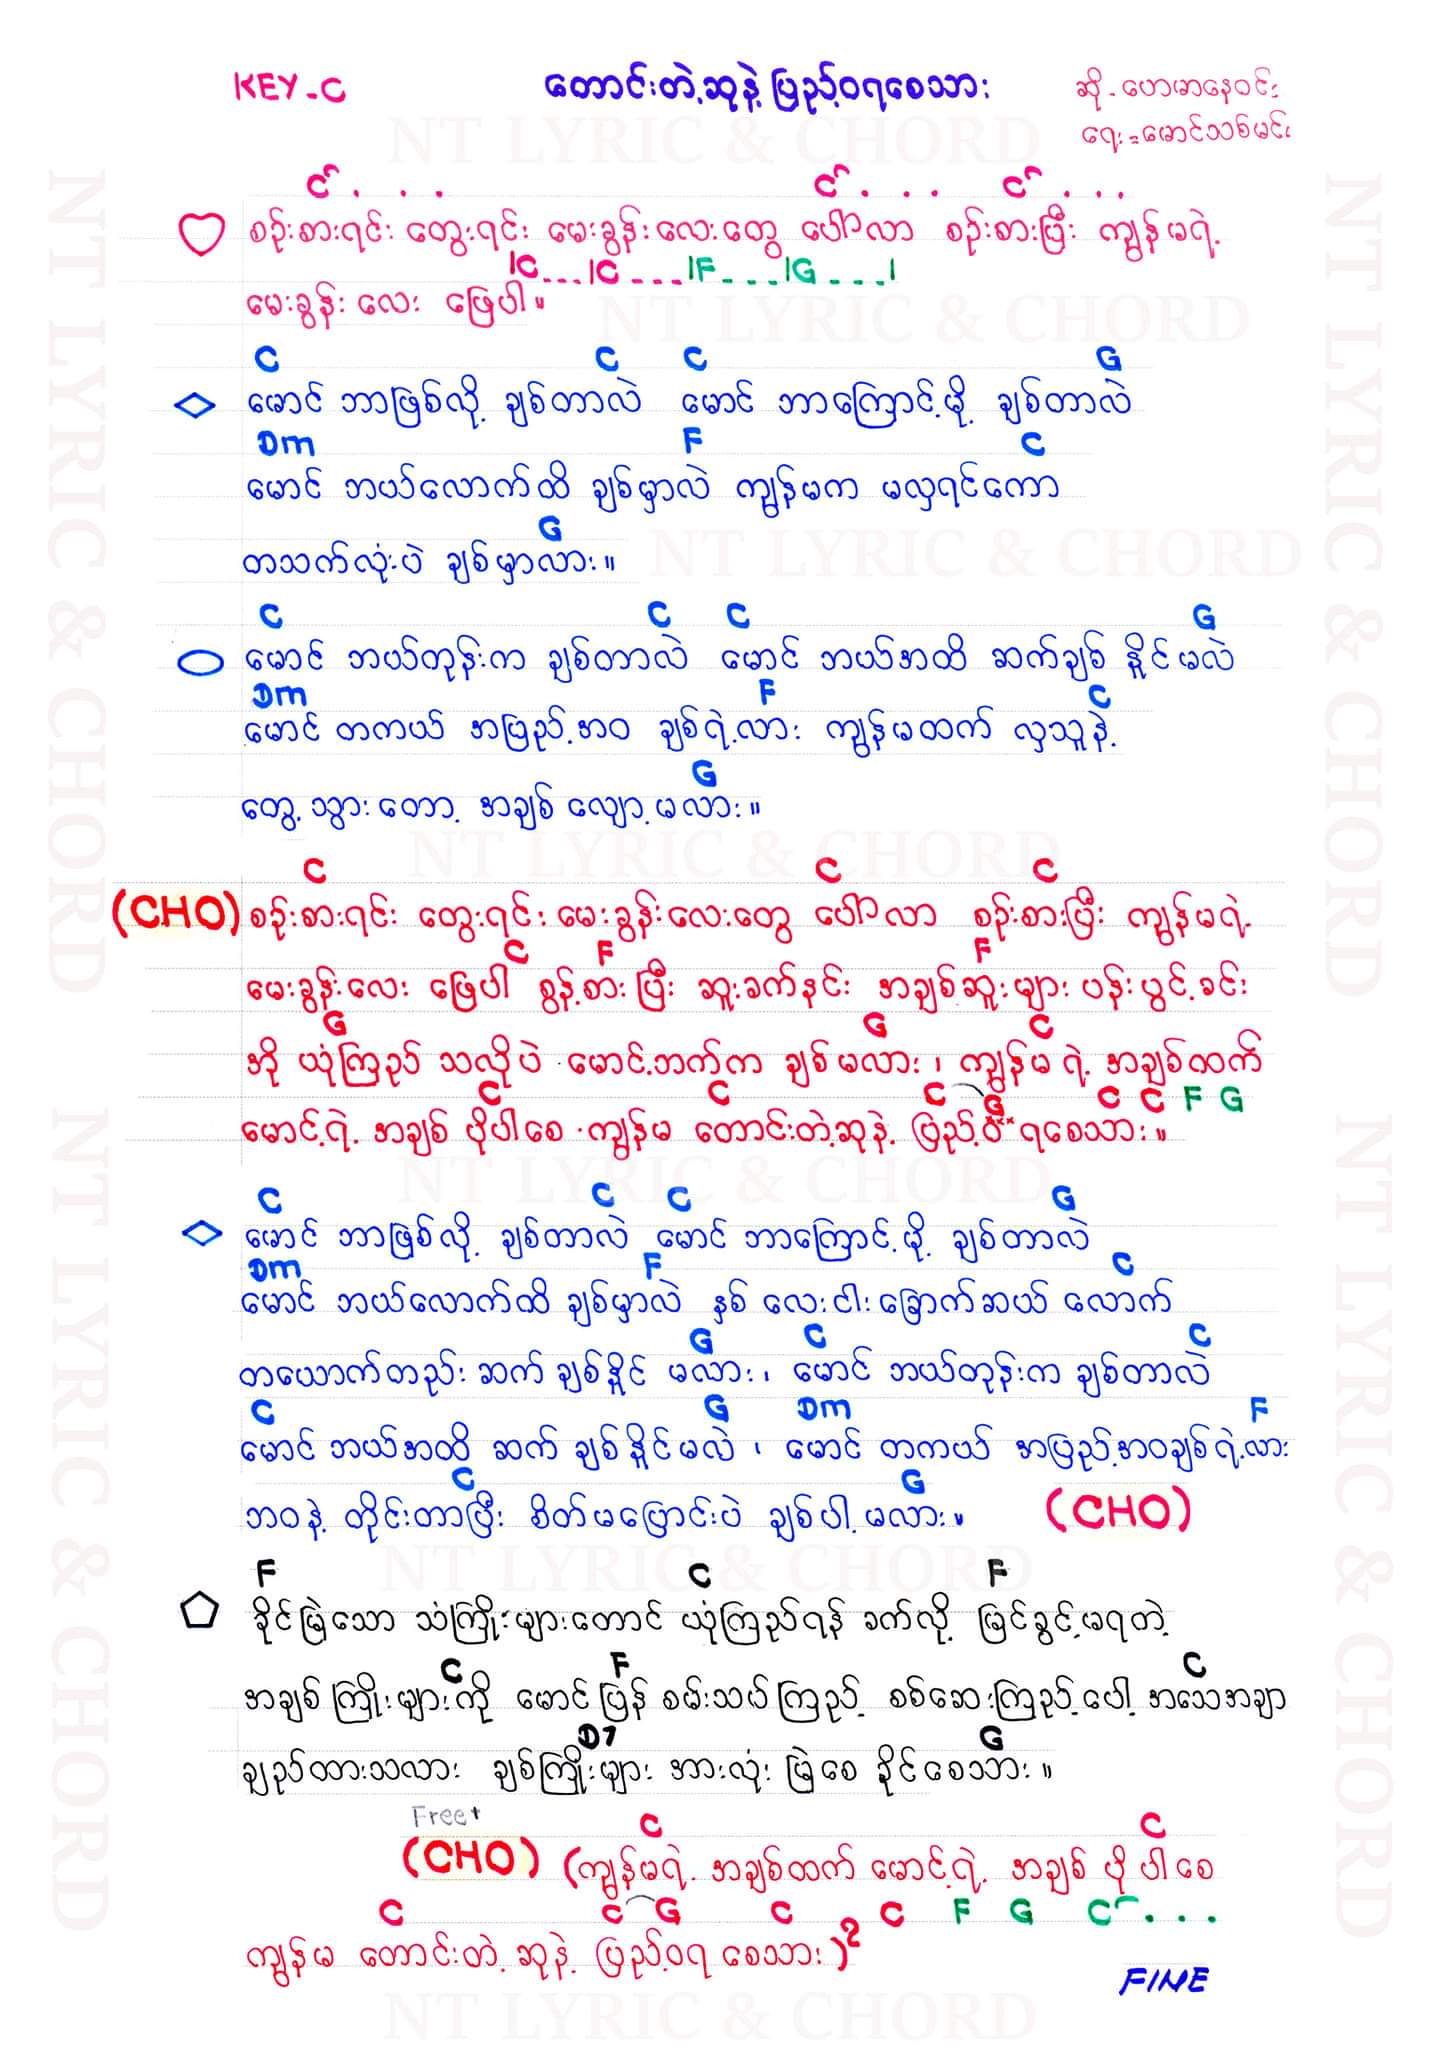 KEY-C
တောင်းတဲ့ဆုနဲ့ ပြည့်ဝရစေသား
ဆို - ဟေမာနေဝင်း
ရေး = မောင်သစ်မင်း
NT LYRIC & CHORD
C . . . C . . . C . . .
စဉ်းစားရင်း တွေးရင်း မေးခွန်းလေးတွေ ပေါ်လာ စဉ်းစားပြီး ကျွန်မရဲ့
|C...|C...|F...|G...|
မေးခွန်း လေး ဖြေပါ။
C C C G
မောင် ဘာဖြစ်လို့ ချစ်တာလဲ မောင် ဘာကြောင့်မို့ ချစ်တာလဲ
Dm F C
မောင် ဘယ်လောက်ထိ ချစ်မှာလဲ ကျွန်မက မလှရင်ကော
G
တသက်လုံးပဲ ချစ်မှာလား။
C C C G
မောင် ဘယ်တုန်းက ချစ်တာလဲ မောင် ဘယ်အထိ ဆက်ချစ် နိုင်မလဲ
Dm F C
မောင် တကယ် အပြည့်အဝ ချစ်ရဲ့လား ကျွန်မထက် လှသူနဲ့
G
တွေ့ သွား တော့ အချစ် လျော့ မလား။
C C C
(CHO) စဉ်းစားရင်း တွေးရင်း မေးခွန်းလေးတွေ ပေါ်လာ စဉ်းစားပြီး ကျွန်မရဲ့
C F F
မေးခွန်းလေး ဖြေပါ စွန့်စားပြီး ဆူးခက်နင်း အချစ်ဆူးများ ပန်းပွင့်ခင်း
G G C
အို ယုံကြည် သလိုပဲ မောင့်ဘက်က ချစ်မလား ၊ ကျွန်မ ရဲ့ အချစ်ထက်
C C C G C C F G
မောင့်ရဲ့ အချစ် ပိုပါစေ ကျွန်မ တောင်းတဲ့ဆုနဲ့ ပြည့်ဝ ရစေသား။
C C C G
မောင် ဘာဖြစ်လို့ ချစ်တာလဲ မောင် ဘာကြောင့်မို့ ချစ်တာလဲ
Dm F C
မောင် ဘယ်လောက်ထိ ချစ်မှာလဲ နှစ် လေးငါးခြောက်ဆယ် လောက်
G C C
တယောက်တည်း ဆက် ချစ်နိုင် မလား၊ မောင် ဘယ်တုန်းက ချစ်တာလဲ
C G Dm F
မောင် ဘယ်အထိ ဆက် ချစ်နိုင်မလဲ ၊ မောင် တကယ် အပြည့်အဝချစ်ရဲ့လား
C G
ဘဝနဲ့ တိုင်းတာပြီး စိတ်မပြောင်းပဲ ချစ်ပါ့ မလား။ (CHO)
F C F
ခိုင်မြဲသော သံကြိုးများတောင် ယုံကြည်ရန် ခက်လို့ မြင်ခွင့်မရတဲ့
C F C
အချစ် ကြိုးများကို မောင် ပြန် စမ်းသပ်ကြည့် စစ်ဆေးကြည့်ပေါ့ အသေအချာ
D7 G
ချည်ထားသလား ချစ်ကြိုးများ အားလုံး မြဲစေ ခိုင်စေသား။
Free+ C C
(CHO) (ကျွန်မရဲ့ အချစ်ထက် မောင့်ရဲ့ အချစ် ပို ပါစေ
C C G C C F G C . . .
ကျွန်မ တောင်းတဲ့ ဆုနဲ့ ပြည့်ဝရ စေသား)²
FINE